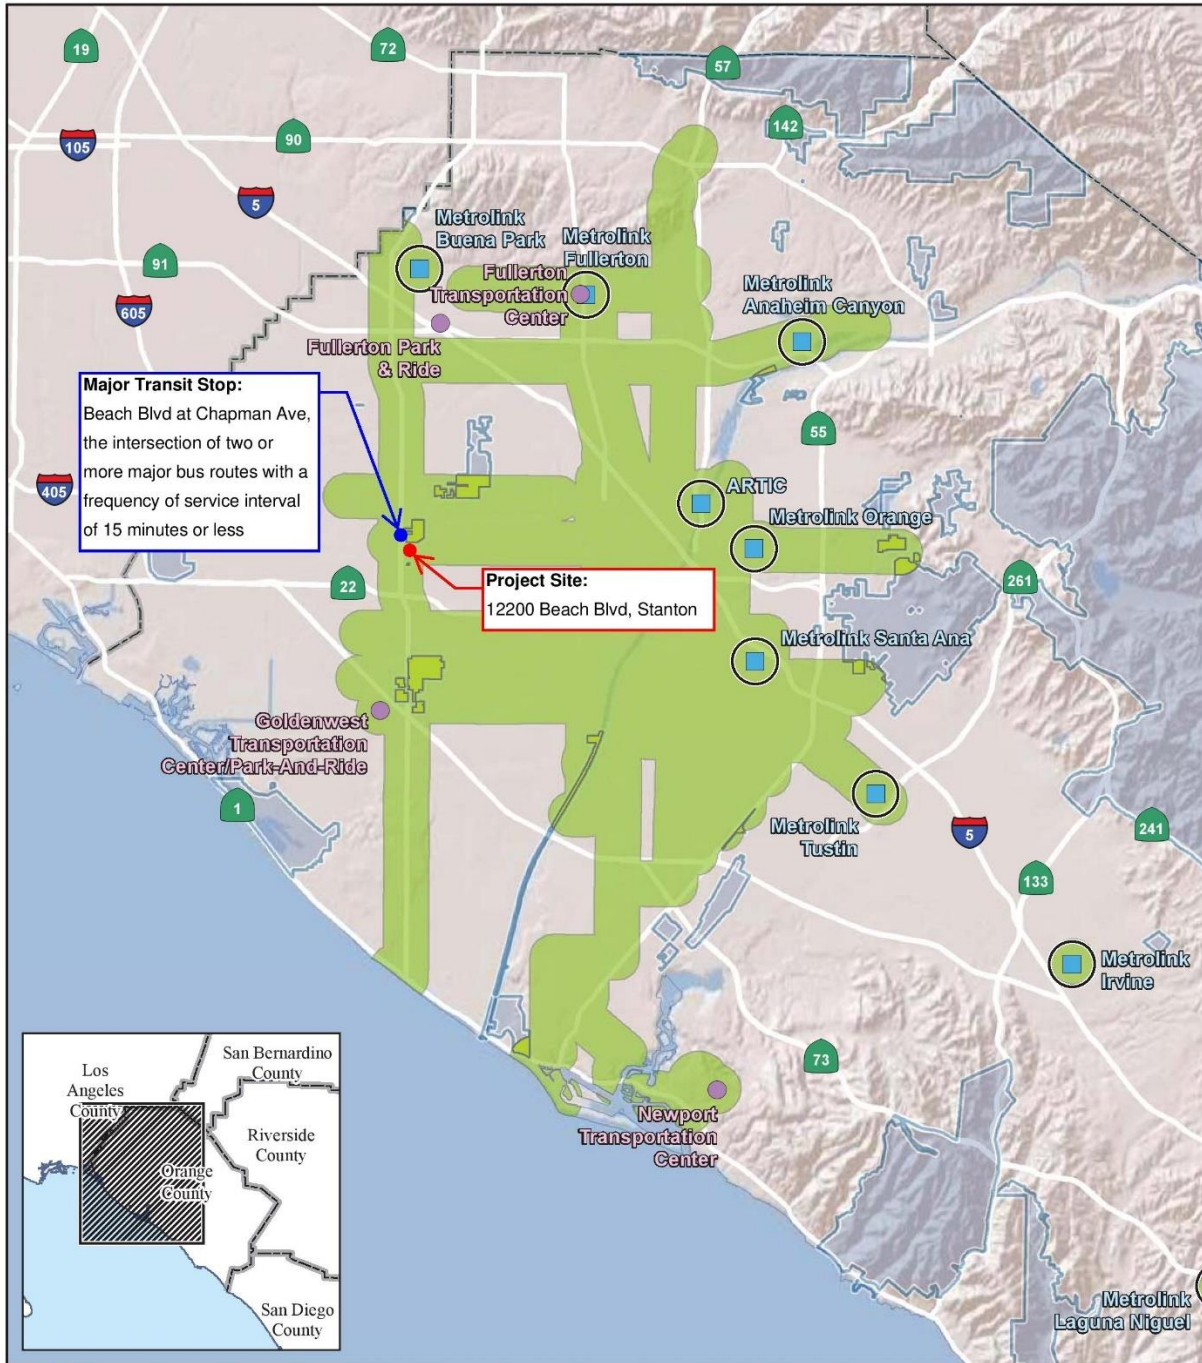 19
72
57
142
90
105
5
91
605
Metrolink
Buena Park
Metrolink
Fullerton
Fullerton
Transportation
Center
Metrolink
Anaheim Canyon
Fullerton Park
& Ride
Major Transit Stop:
Beach Blvd at Chapman Ave,
the intersection of two or
more major bus routes with a
frequency of service interval
of 15 minutes or less
55
405
ARTIC
Metrolink Orange
Project Site:
12200 Beach Blvd, Stanton
22
261
Metrolink Santa Ana
Goldenwest
Transportation
Center/Park-And-Ride
1
Metrolink
Tustin
5
241
133
Metrolink
Irvine
73
Newport
Transportation
Center
Metrolink
Laguna Niguel
San Bernardino
County
Los
Angeles
County
Riverside
County
Orange
County
San Diego
County